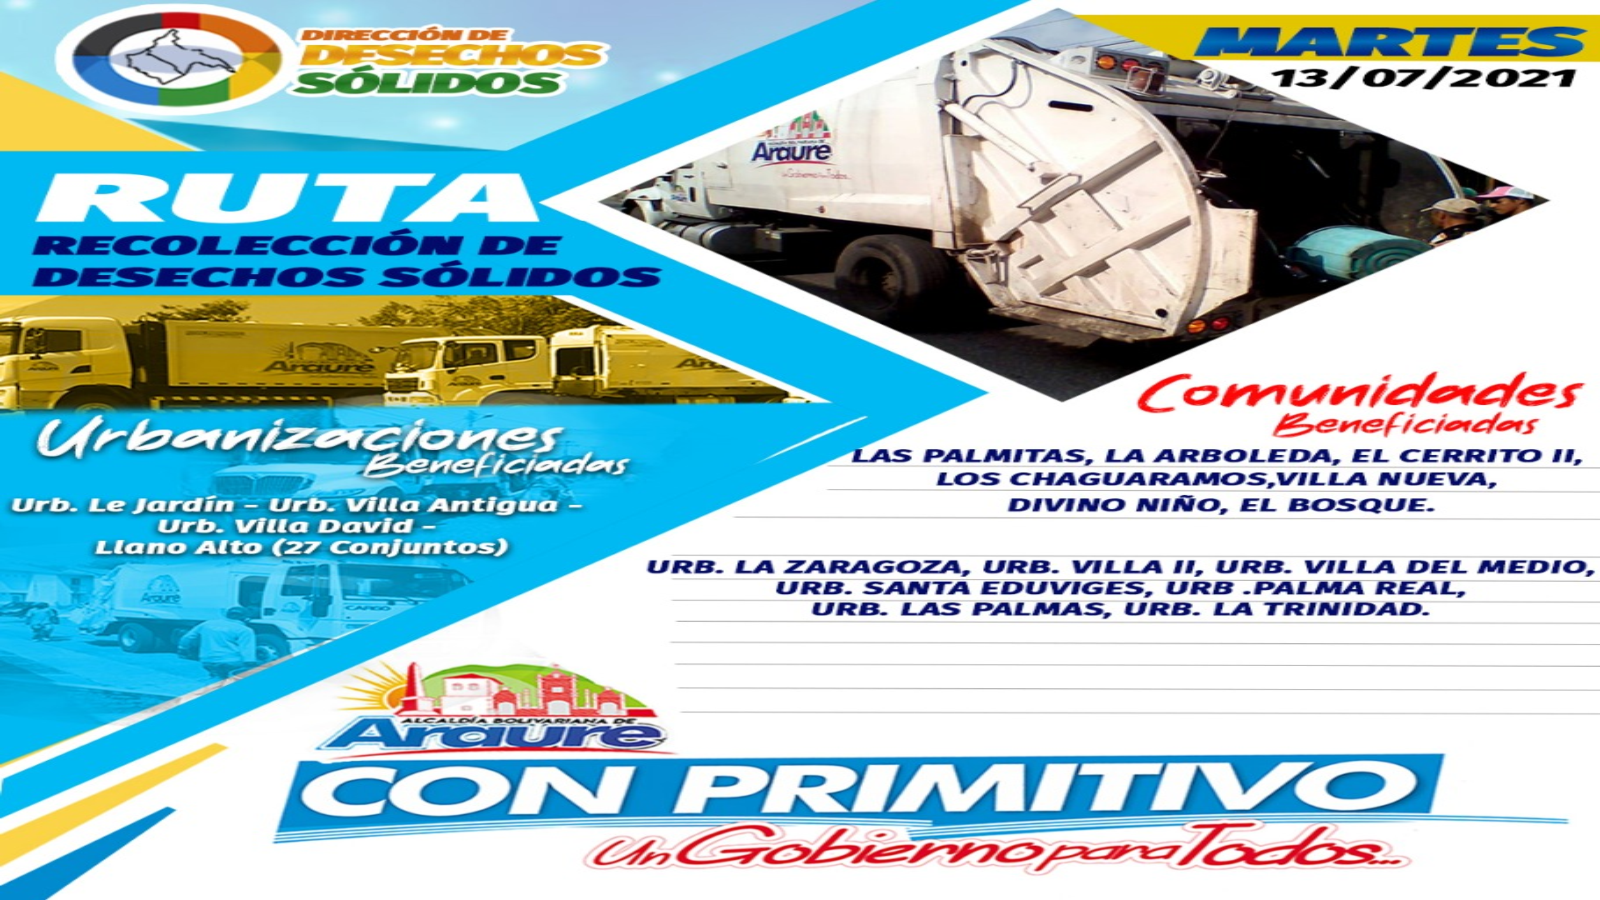 DIRECCIÓN DE
DESECHOS
SÓLIDOS
MARTES
13/07/2021
RUTA
RECOLECCIÓN DE
DESECHOS SÓLIDOS
Araure
Araure
Urbanizaciones
Beneficiadas
Urb. Le Jardín - Urb. Villa Antigua -
Urb. Villa David -
Llano Alto (27 Conjuntos)
Araure
CARGO
Comunidades
Beneficiadas
LAS PALMITAS, LA ARBOLEDA, EL CERRITO II,
LOS CHAGUARAMOS,VILLA NUEVA,
DIVINO NIÑO, EL BOSQUE.
URB. LA ZARAGOZA, URB. VILLA II, URB. VILLA DEL MEDIO,
URB. SANTA EDUVIGES, URB .PALMA REAL,
URB. LAS PALMAS, URB. LA TRINIDAD.
ALCALDÍA BOLIVARIANA DE
Araure
CON PRIMITIVO
Un Gobierno para Todos...